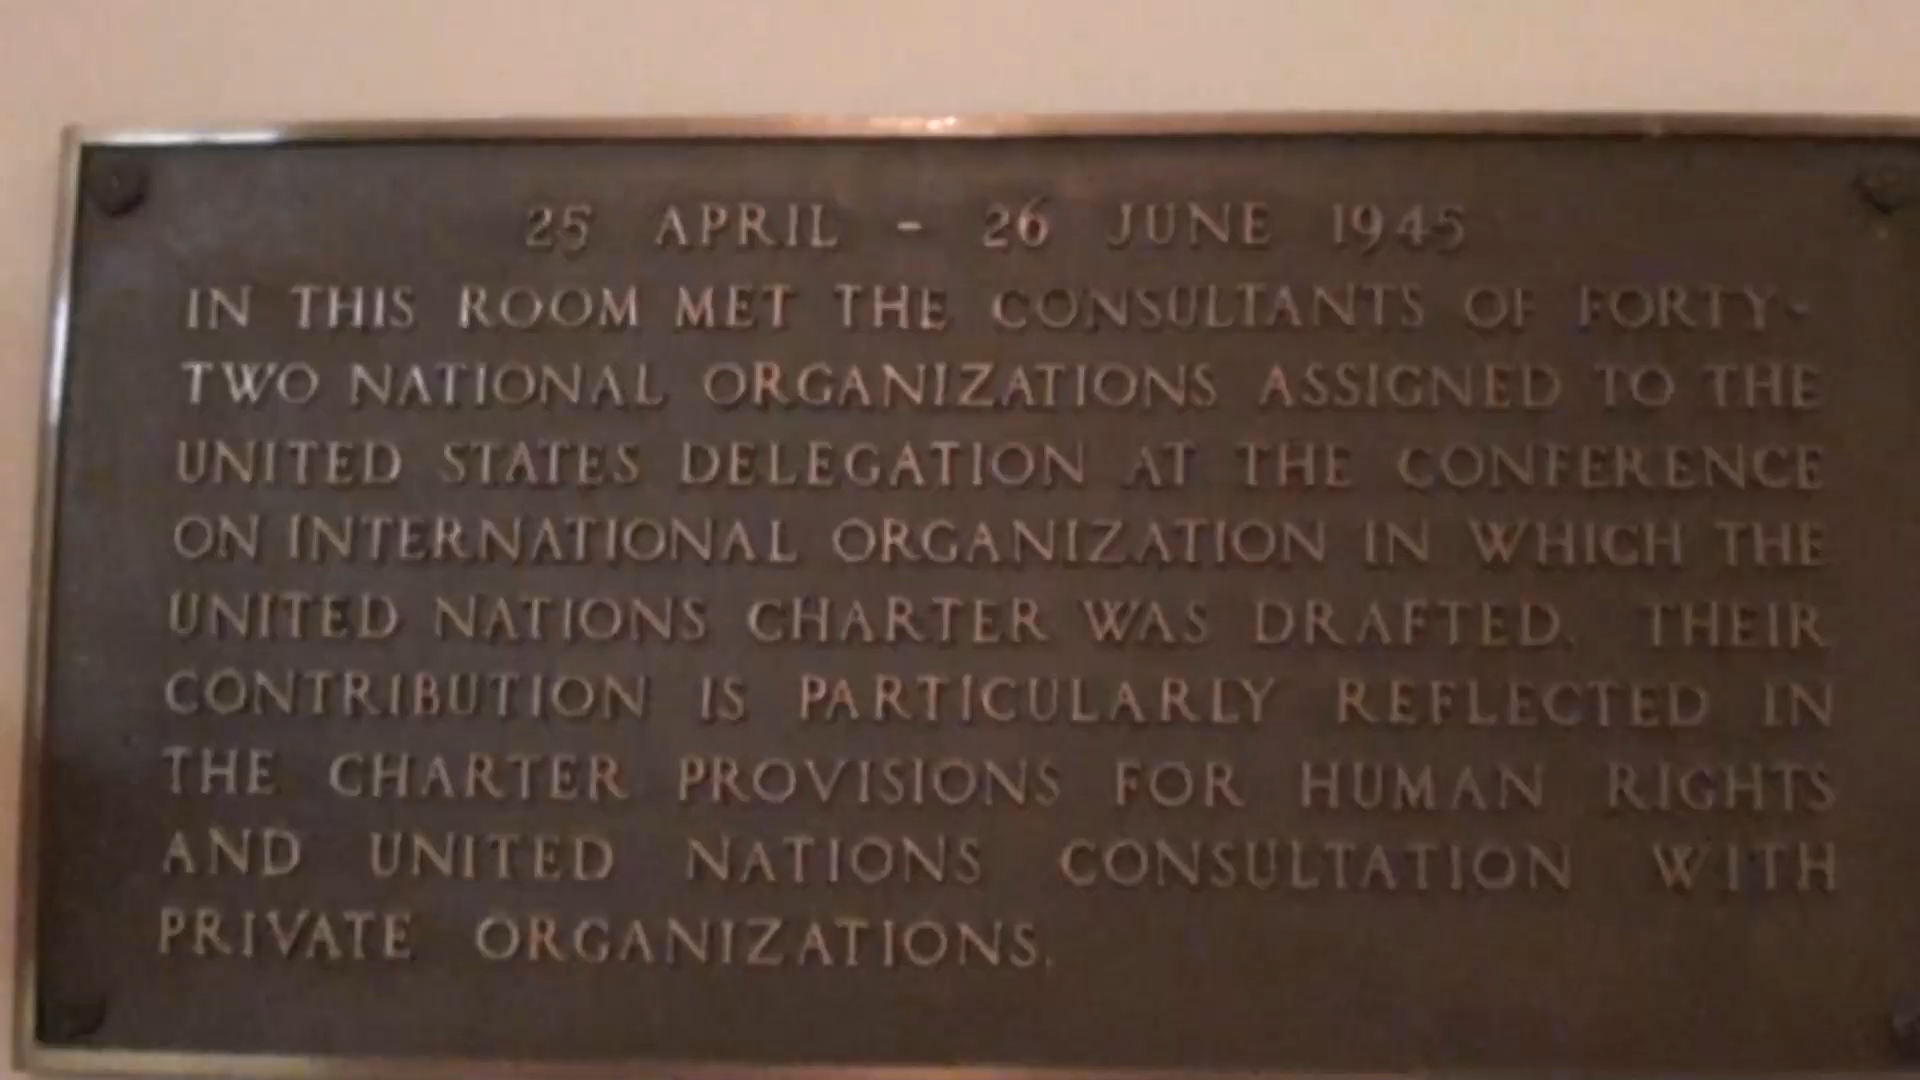 25 APRIL - 26 JUNE 1945
IN THIS ROOM MET THE CONSULTANTS OF FORTY-
TWO NATIONAL ORGANIZATIONS ASSIGNED TO THE
UNITED STATES DELEGATION AT THE CONFERENCE
ON INTERNATIONAL ORGANIZATION IN WHICH THE
UNITED NATIONS CHARTER WAS DRAFTED. THEIR
CONTRIBUTION IS PARTICULARLY REFLECTED IN
THE CHARTER PROVISIONS FOR HUMAN RIGHTS
AND UNITED NATIONS CONSULTATION WITH
PRIVATE ORGANIZATIONS.